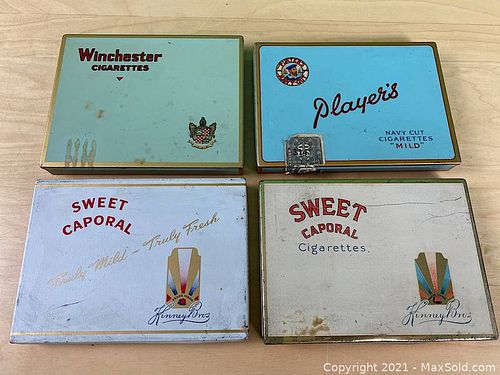 Winchester
CIGARETTES
Player's
NAVY CUT
CIGARETTES
"MILD"
SWEET
CAPORAL
Truly Mild - Truly Fresh
Kinney Bros
SWEET
CAPORAL
Cigarettes.
Kinney Bros
Copyright 2021 - MaxSold.com